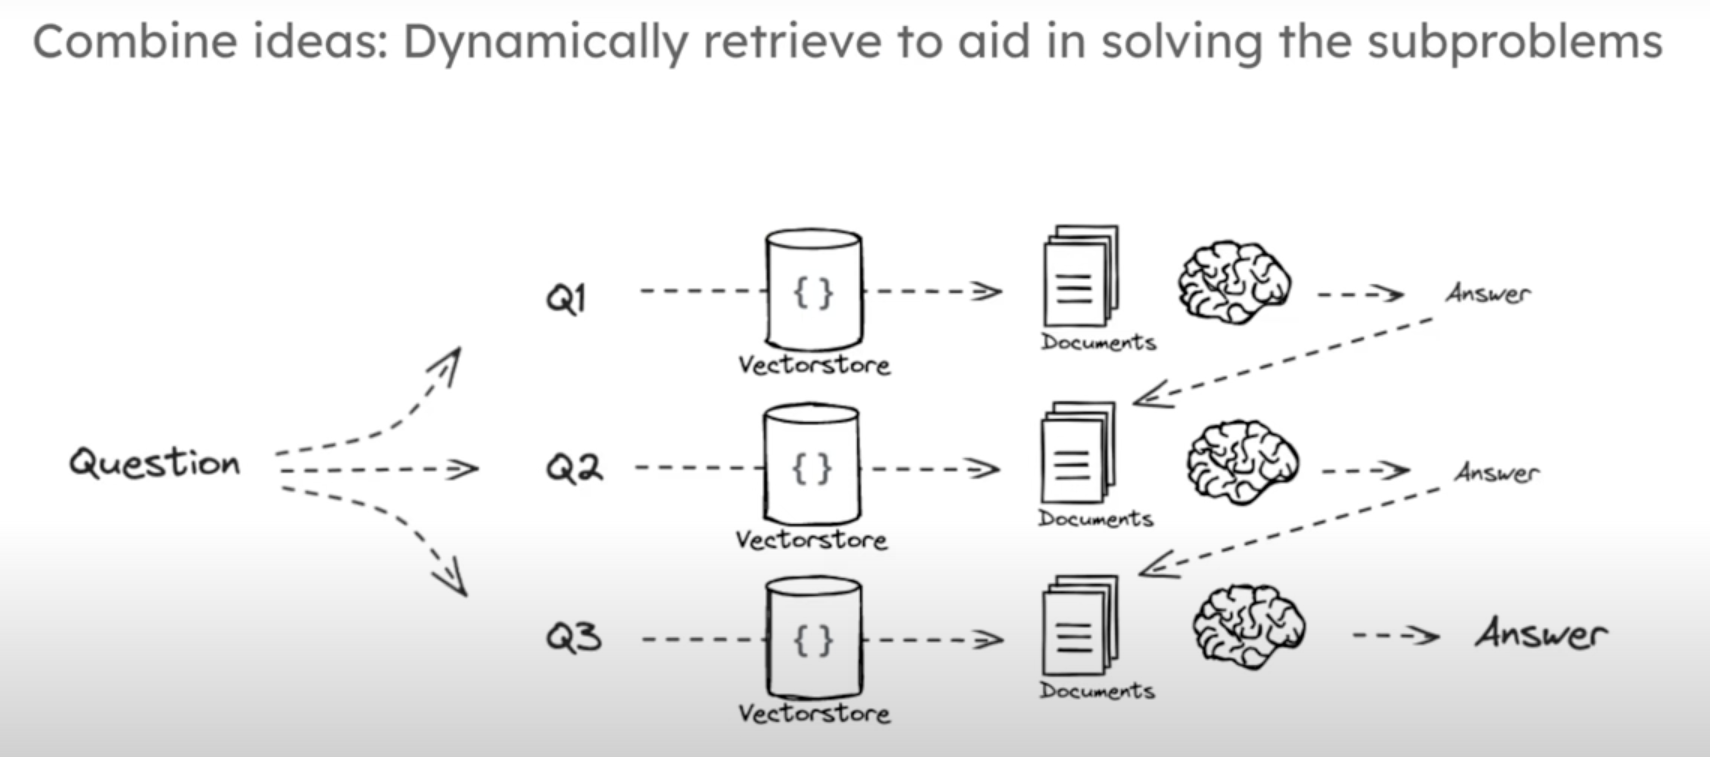 Combine ideas: Dynamically retrieve to aid in solving the subproblems
Q1
{ }
Vectorstore
Documents
Answer
Question
Q2
{ }
Vectorstore
Documents
Answer
Q3
{ }
Vectorstore
Documents
Answer